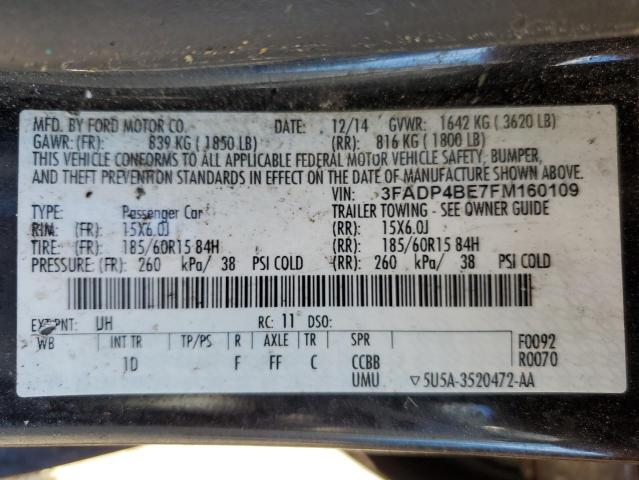 MFD. BY FORD MOTOR CO. DATE: 12/14 GVWR: 1642 KG ( 3620 LB)
GAWR: (FR): 839 KG ( 1850 LB) (RR): 816 KG ( 1800 LB)
THIS VEHICLE CONFORMS TO ALL APPLICABLE FEDERAL MOTOR VEHICLE SAFETY, BUMPER,
AND THEFT PREVENTION STANDARDS IN EFFECT ON THE DATE OF MANUFACTURE SHOWN ABOVE.
VIN: 3FADP4BE7FM160109
TYPE: Passenger Car TRAILER TOWING - SEE OWNER GUIDE
RIM: (FR): 15X6.0J (RR): 15X6.0J
TIRE: (FR): 185/60R15 84H (RR): 185/60R15 84H
PRESSURE: (FR): 260 kPa/ 38 PSI COLD (RR): 260 kPa/ 38 PSI COLD
EXT PNT: UH RC: 11 DSO:
WB INT TR TP/PS R AXLE TR SPR F0092
1D F FF C CCBB R0070
UMU ▽5U5A-3520472-AA